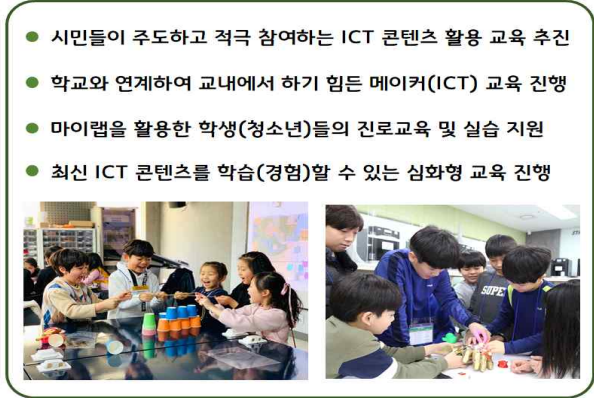 시민들이 주도하고 적극 참여하는 ICT 콘텐츠 활용 교육 추진
학교와 연계하여 교내에서 하기 힘든 메이커(ICT) 교육 진행
마이랩을 활용한 학생(청소년)들의 진로교육 및 실습 지원
최신 ICT 콘텐츠를 학습(경험)할 수 있는 심화형 교육 진행
SUPER